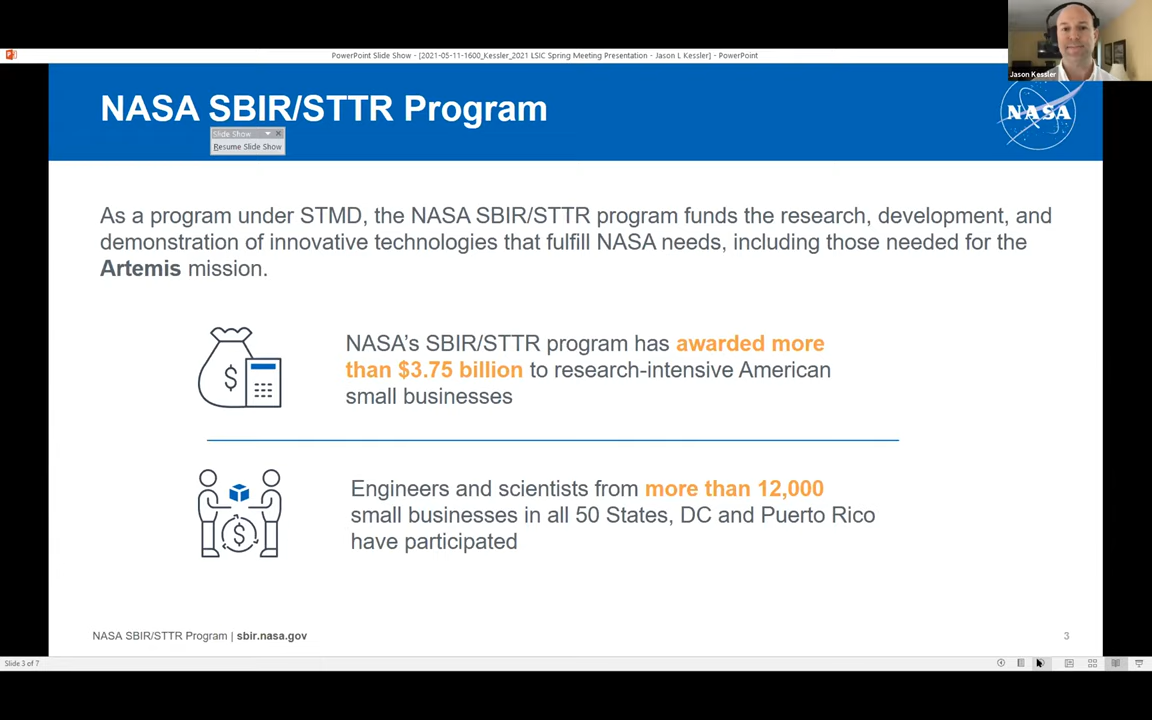 PowerPoint Slide Show - [2021-05-11-1600_Kessler_2021 LSIC Spring Meeting Presentation - Jason L Kessler] - PowerPoint
Jason Kessler
NASA SBIR/STTR Program
NASA
Slide Show
Resume Slide Show
As a program under STMD, the NASA SBIR/STTR program funds the research, development, and
demonstration of innovative technologies that fulfill NASA needs, including those needed for the
Artemis mission.
$
NASA’s SBIR/STTR program has awarded more
than $3.75 billion to research-intensive American
small businesses
$
Engineers and scientists from more than 12,000
small businesses in all 50 States, DC and Puerto Rico
have participated
NASA SBIR/STTR Program | sbir.nasa.gov
3
Slide 3 of 7